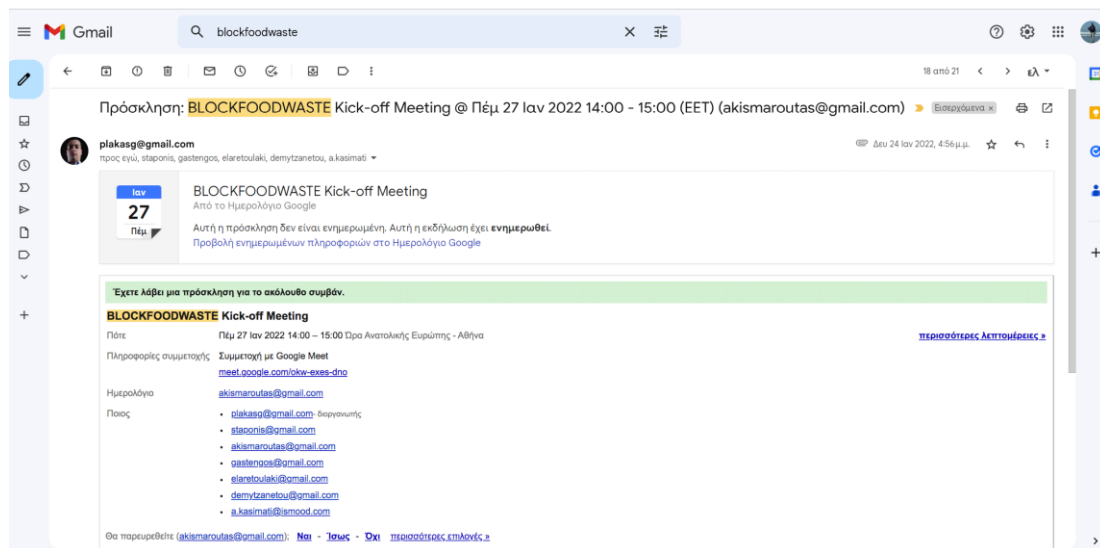 Gmail
blockfoodwaste
18 από 21
ελ
Πρόσκληση: BLOCKFOODWASTE Kick-off Meeting @ Πέμ 27 Ιαν 2022 14:00 - 15:00 (EET) (akismaroutas@gmail.com)
Εισερχόμενα ×
plakasg@gmail.com
Δευ 24 Ιαν 2022, 4:56 μ.μ.
προς εγώ, staponis, gastengos, elaretoulaki, demytzanetou, a.kasimati
Ιαν
27
Πέμ
BLOCKFOODWASTE Kick-off Meeting
Από το Ημερολόγιο Google
Αυτή η πρόσκληση δεν είναι ενημερωμένη. Αυτή η εκδήλωση έχει ενημερωθεί.
Προβολή ενημερωμένων πληροφοριών στο Ημερολόγιο Google
Έχετε λάβει μια πρόσκληση για το ακόλουθο συμβάν.
BLOCKFOODWASTE Kick-off Meeting
Πότε Πέμ 27 Ιαν 2022 14:00 – 15:00 Ώρα Ανατολικής Ευρώπης - Αθήνα
περισσότερες λεπτομέρειες »
Πληροφορίες συμμετοχής Συμμετοχή με Google Meet
meet.google.com/okw-exes-dno
Ημερολόγιο akismaroutas@gmail.com
Ποιος • plakasg@gmail.com - διοργανωτής
• staponis@gmail.com
• akismaroutas@gmail.com
• gastengos@gmail.com
• elaretoulaki@gmail.com
• demytzanetou@gmail.com
• a.kasimati@ismood.com
Θα παρευρεθείτε (akismaroutas@gmail.com); Ναι - Ίσως - Όχι περισσότερες επιλογές »